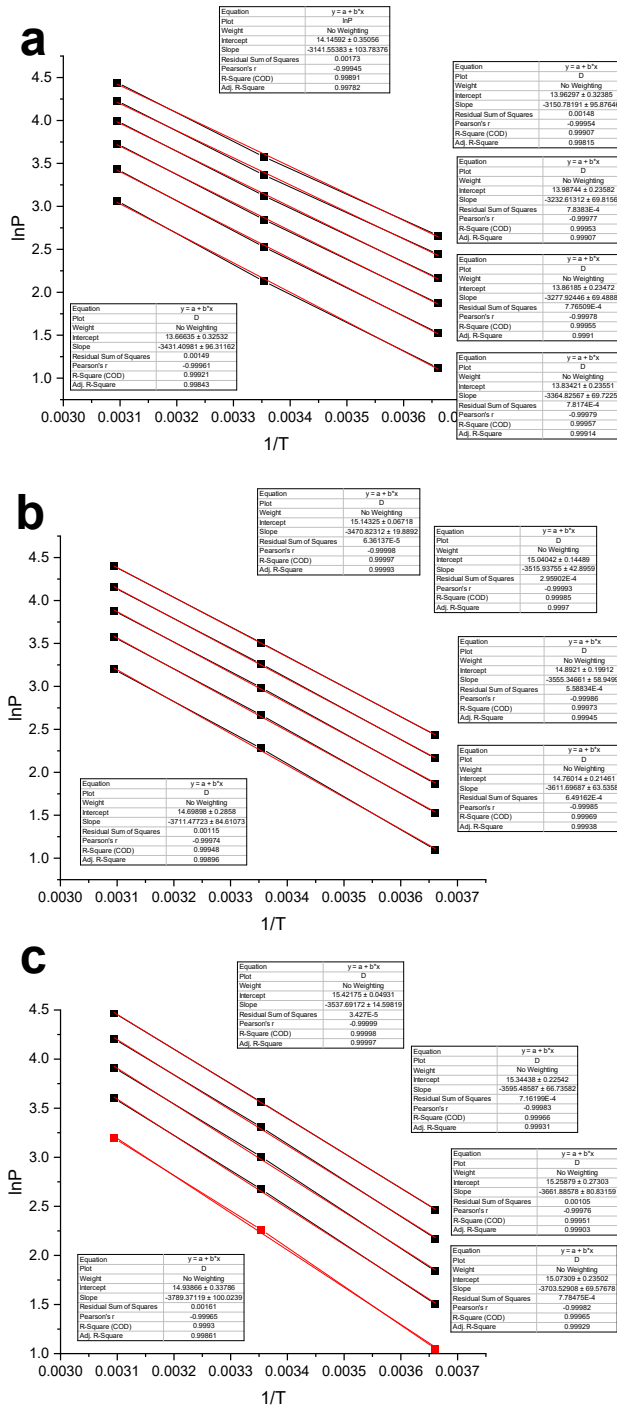 a
Equation y = a + b*x
Plot lnP
Weight No Weighting
Intercept 14.14592 ± 0.35056
Slope -3141.55383 ± 103.78376
Residual Sum of Squares 0.00173
Pearson's r -0.99945
R-Square (COD) 0.99891
Adj. R-Square 0.99782
Equation y = a + b*x
Plot D
Weight No Weighting
Intercept 13.96297 ± 0.32385
Slope -3150.78191 ± 95.87646
Residual Sum of Squares 0.00148
Pearson's r -0.99954
R-Square (COD) 0.99907
Adj. R-Square 0.99815
Equation y = a + b*x
Plot D
Weight No Weighting
Intercept 13.98744 ± 0.23582
Slope -3232.61312 ± 69.8156
Residual Sum of Squares 7.8383E-4
Pearson's r -0.99977
R-Square (COD) 0.99953
Adj. R-Square 0.99907
Equation y = a + b*x
Plot D
Weight No Weighting
Intercept 13.86185 ± 0.23472
Slope -3277.92446 ± 69.4888
Residual Sum of Squares 7.76509E-4
Pearson's r -0.99978
R-Square (COD) 0.99955
Adj. R-Square 0.9991
Equation y = a + b*x
Plot D
Weight No Weighting
Intercept 13.83421 ± 0.23551
Slope -3364.82567 ± 69.7225
Residual Sum of Squares 7.8174E-4
Pearson's r -0.99979
R-Square (COD) 0.99957
Adj. R-Square 0.99914
Equation y = a + b*x
Plot D
Weight No Weighting
Intercept 13.66635 ± 0.32532
Slope -3431.40981 ± 96.31162
Residual Sum of Squares 0.00149
Pearson's r -0.99961
R-Square (COD) 0.99921
Adj. R-Square 0.99843
4.5
4.0
3.5
3.0
2.5
2.0
1.5
1.0
lnP
0.0030 0.0031 0.0032 0.0033 0.0034 0.0035 0.0036 0.0
1/T
b
Equation y = a + b*x
Plot D
Weight No Weighting
Intercept 15.14325 ± 0.06718
Slope -3470.82312 ± 19.8892
Residual Sum of Squares 6.36137E-5
Pearson's r -0.99998
R-Square (COD) 0.99997
Adj. R-Square 0.99993
Equation y = a + b*x
Plot D
Weight No Weighting
Intercept 15.04042 ± 0.14489
Slope -3515.93755 ± 42.8959
Residual Sum of Squares 2.95902E-4
Pearson's r -0.99993
R-Square (COD) 0.99985
Adj. R-Square 0.9997
Equation y = a + b*x
Plot D
Weight No Weighting
Intercept 14.8921 ± 0.19912
Slope -3555.34661 ± 58.9499
Residual Sum of Squares 5.58834E-4
Pearson's r -0.99986
R-Square (COD) 0.99973
Adj. R-Square 0.99945
Equation y = a + b*x
Plot D
Weight No Weighting
Intercept 14.76014 ± 0.21461
Slope -3611.69687 ± 63.5358
Residual Sum of Squares 6.49162E-4
Pearson's r -0.99985
R-Square (COD) 0.99969
Adj. R-Square 0.99938
Equation y = a + b*x
Plot D
Weight No Weighting
Intercept 14.69898 ± 0.2858
Slope -3711.47723 ± 84.61073
Residual Sum of Squares 0.00115
Pearson's r -0.99974
R-Square (COD) 0.99948
Adj. R-Square 0.99896
4.5
4.0
3.5
3.0
2.5
2.0
1.5
1.0
lnP
0.0030 0.0031 0.0032 0.0033 0.0034 0.0035 0.0036 0.0037
1/T
c
Equation y = a + b*x
Plot D
Weight No Weighting
Intercept 15.42175 ± 0.04931
Slope -3537.69172 ± 14.59819
Residual Sum of Squares 3.427E-5
Pearson's r -0.99999
R-Square (COD) 0.99998
Adj. R-Square 0.99997
Equation y = a + b*x
Plot D
Weight No Weighting
Intercept 15.34438 ± 0.22542
Slope -3595.48587 ± 66.73582
Residual Sum of Squares 7.16199E-4
Pearson's r -0.99983
R-Square (COD) 0.99966
Adj. R-Square 0.99931
Equation y = a + b*x
Plot D
Weight No Weighting
Intercept 15.25879 ± 0.27303
Slope -3661.88578 ± 80.83159
Residual Sum of Squares 0.00105
Pearson's r -0.99976
R-Square (COD) 0.99951
Adj. R-Square 0.99903
Equation y = a + b*x
Plot D
Weight No Weighting
Intercept 15.07309 ± 0.23502
Slope -3703.52908 ± 69.57678
Residual Sum of Squares 7.78475E-4
Pearson's r -0.99982
R-Square (COD) 0.99965
Adj. R-Square 0.99929
Equation y = a + b*x
Plot D
Weight No Weighting
Intercept 14.93866 ± 0.33786
Slope -3789.37119 ± 100.0239
Residual Sum of Squares 0.00161
Pearson's r -0.99965
R-Square (COD) 0.9993
Adj. R-Square 0.99861
4.5
4.0
3.5
3.0
2.5
2.0
1.5
1.0
lnP
0.0030 0.0031 0.0032 0.0033 0.0034 0.0035 0.0036 0.0037
1/T